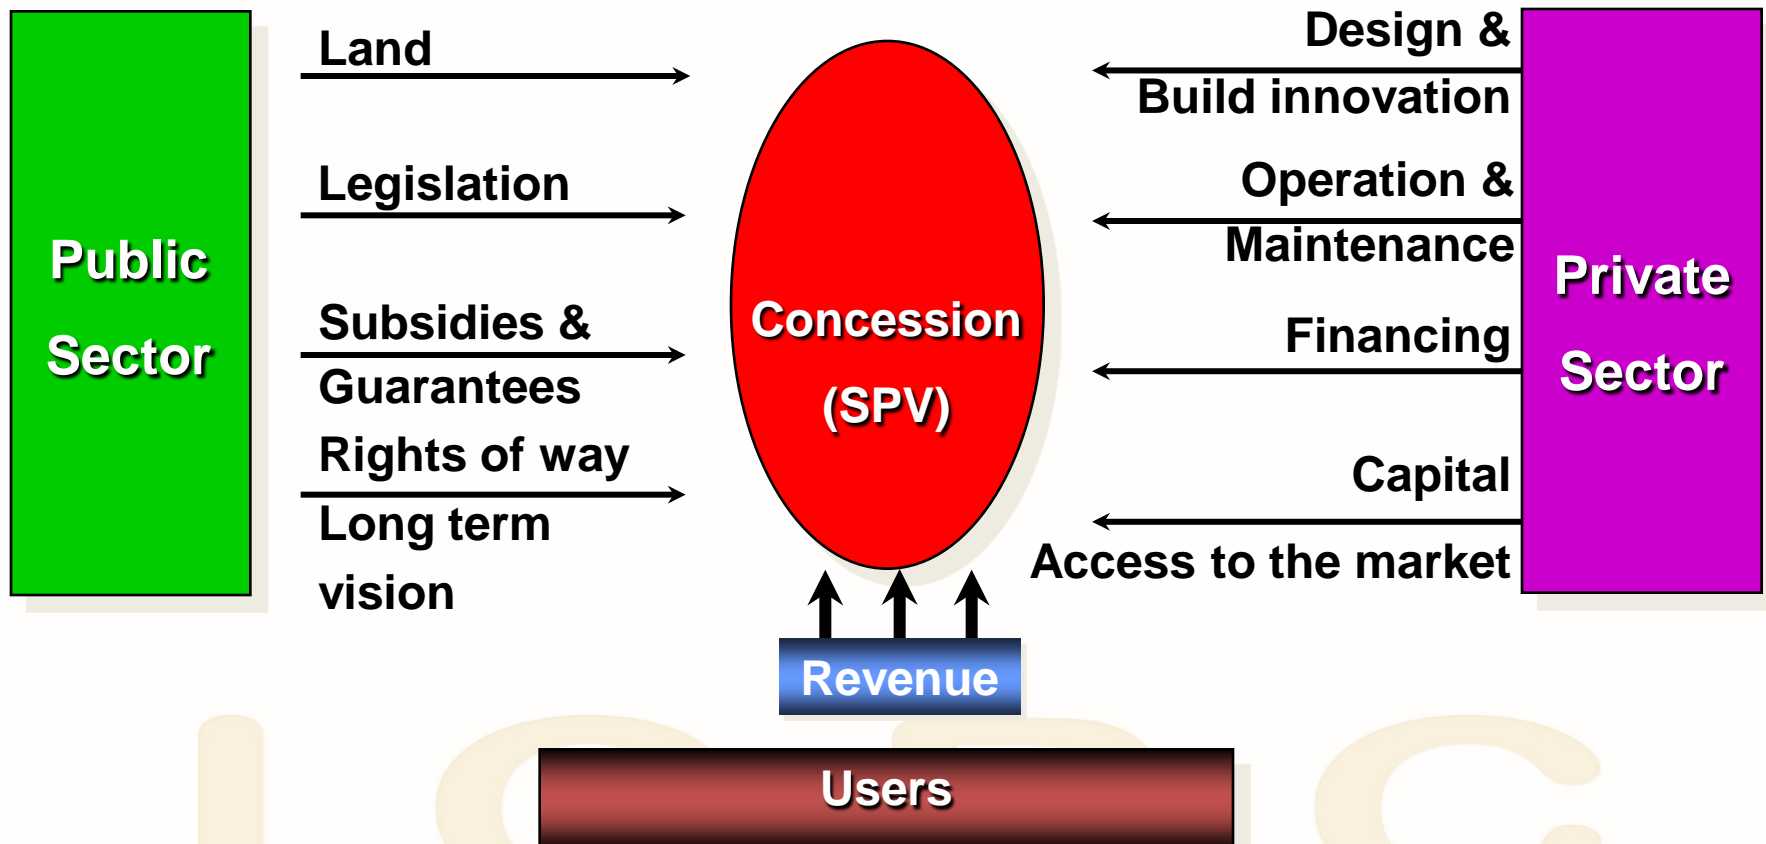 Public
Sector
Land
Legislation
Subsidies &
Guarantees
Rights of way
Long term
vision
Concession
(SPV)
Design &
Build innovation
Operation &
Maintenance
Financing
Capital
Access to the market
Private
Sector
Revenue
Users